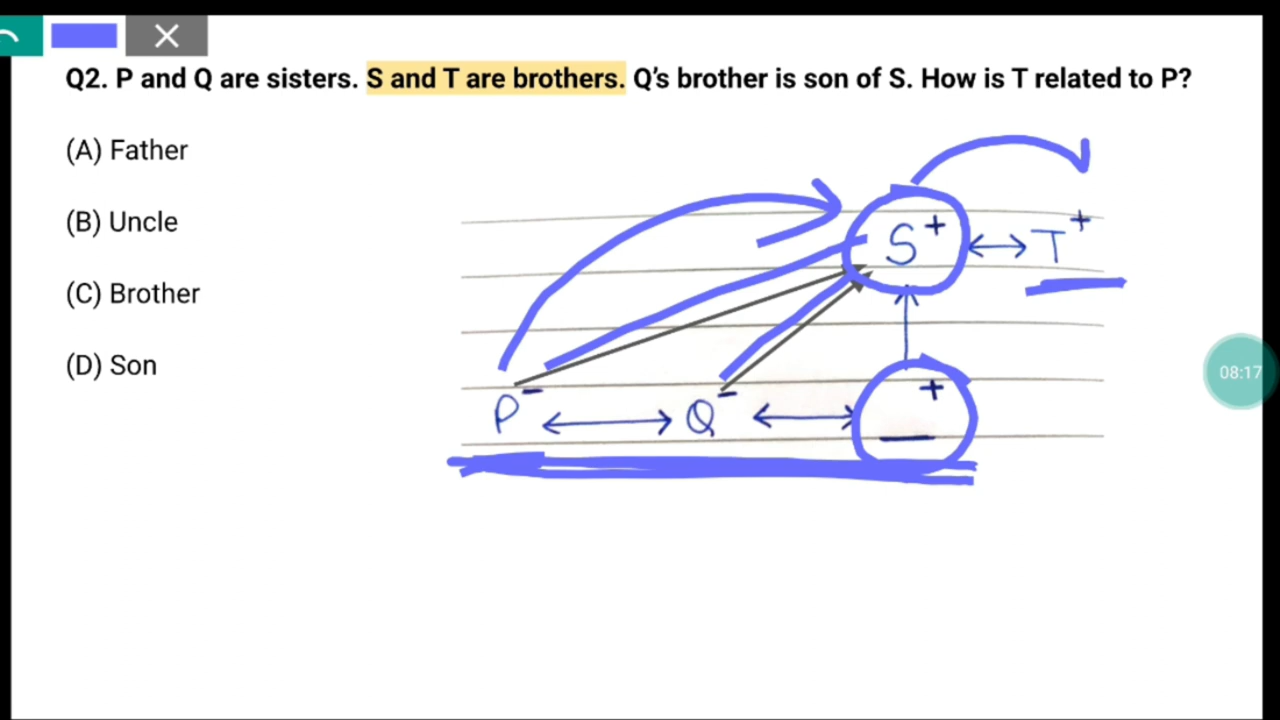 Q2. P and Q are sisters. S and T are brothers. Q’s brother is son of S. How is T related to P?
(A) Father
(B) Uncle
(C) Brother
(D) Son
S+ T+
P- Q- +
08:17